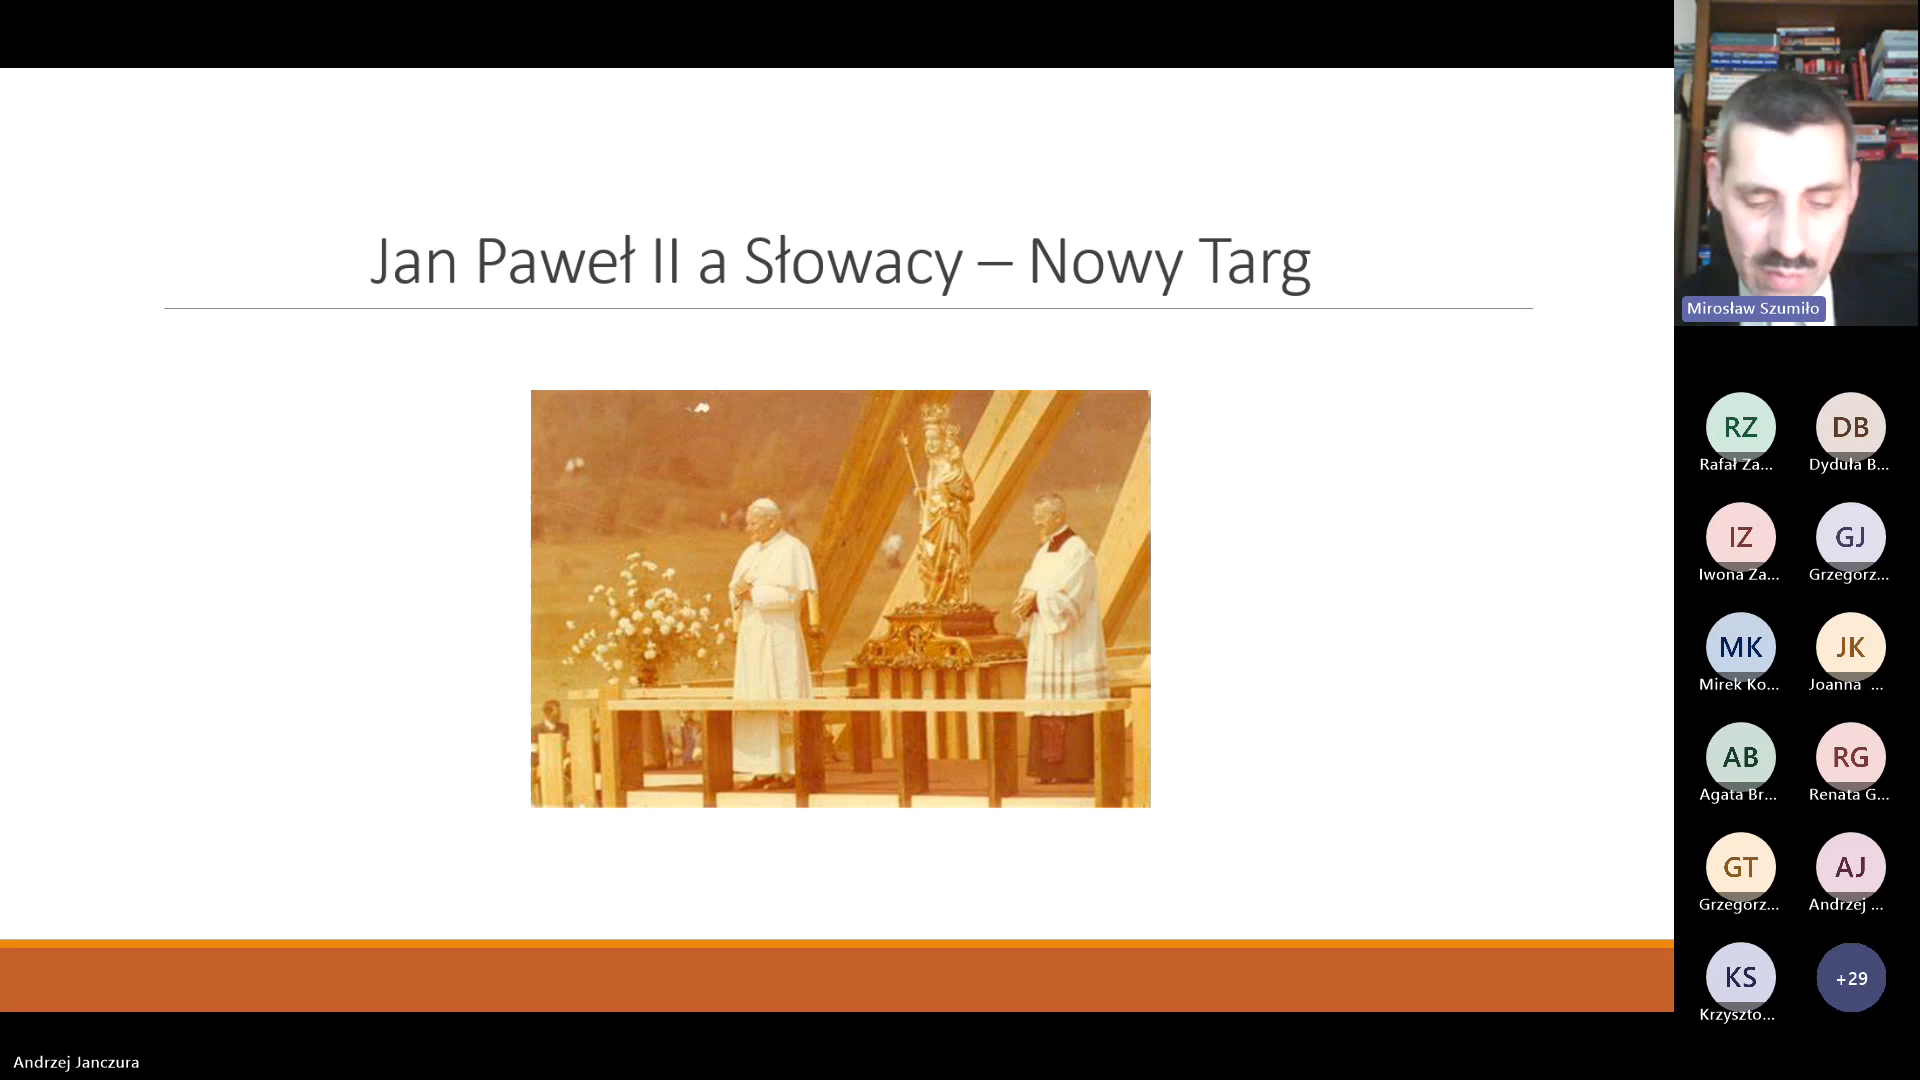 Jan Paweł II a Słowacy – Nowy Targ
Mirosław Szumiło
RZ
Rafał Za...
DB
Dyduła B...
IZ
Iwona Za...
GJ
Grzegorz...
MK
Mirek Ko...
JK
Joanna ...
AB
Agata Br...
RG
Renata G...
GT
Grzegorz...
AJ
Andrzej ...
KS
Krzyszto...
+29
Andrzej Janczura